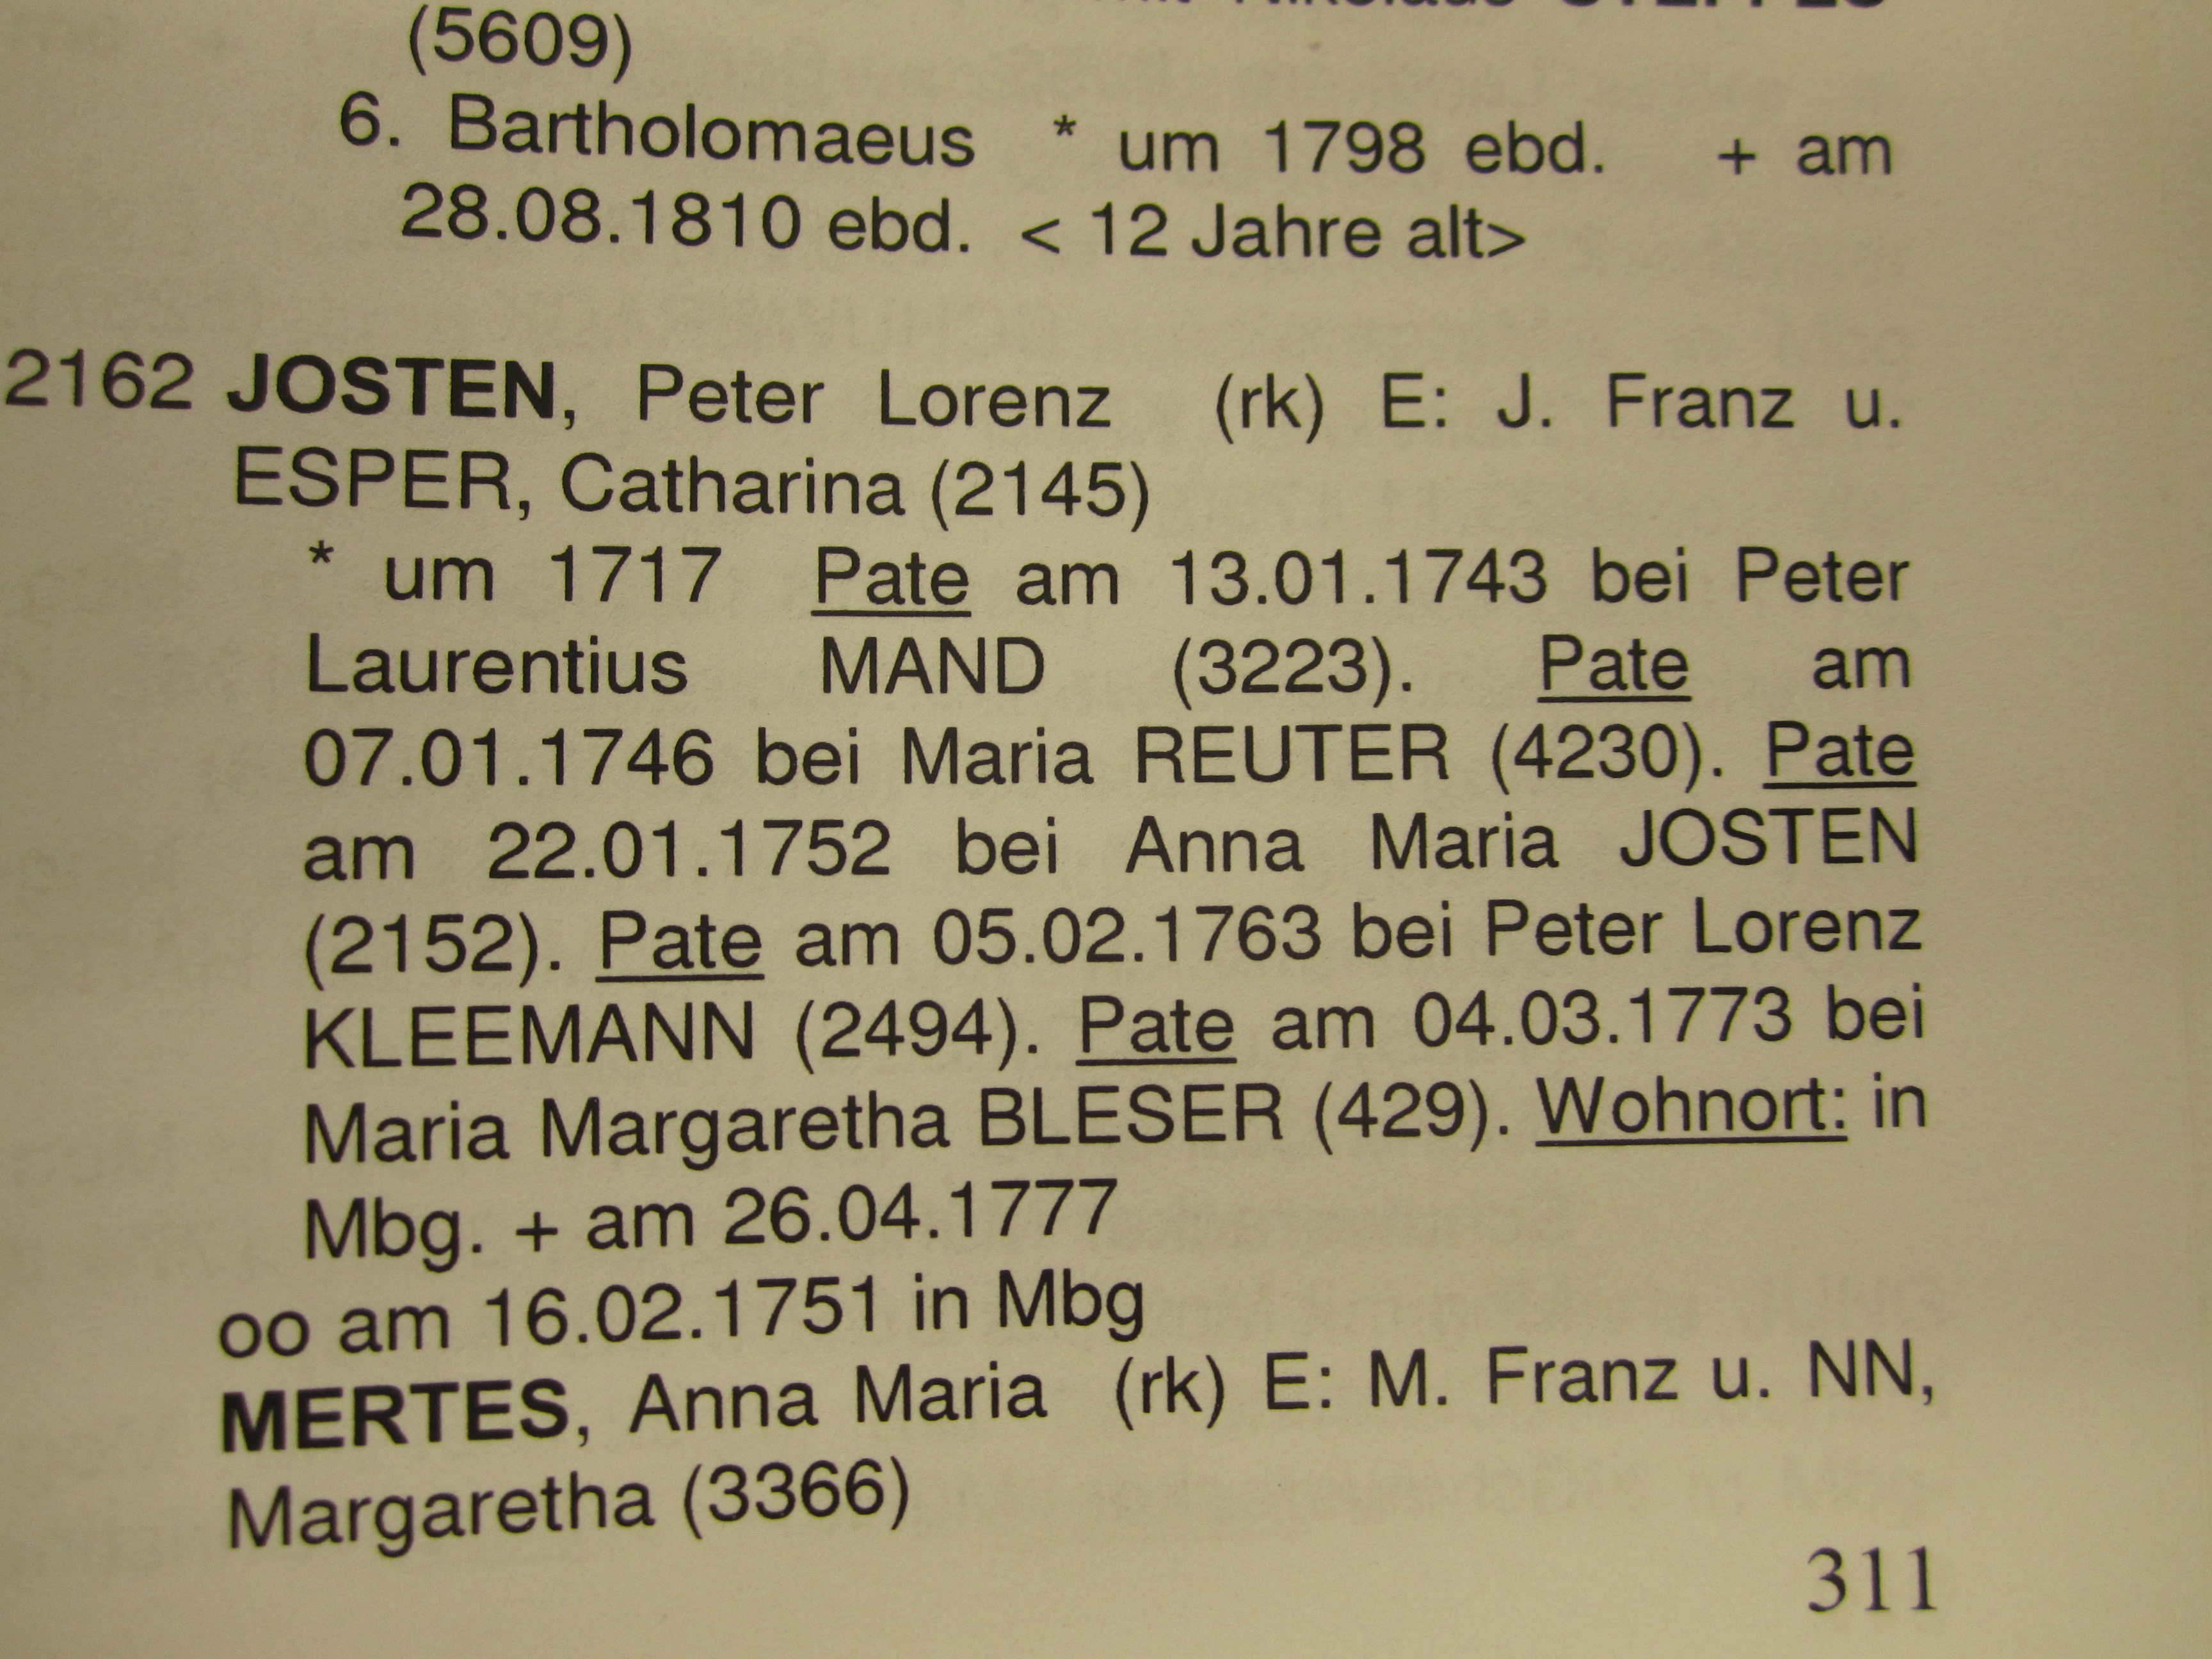 mit Nikolaus STEFFES
(5609)
6. Bartholomaeus * um 1798 ebd. + am
28.08.1810 ebd. < 12 Jahre alt>
2162 JOSTEN, Peter Lorenz (rk) E: J. Franz u.
ESPER, Catharina (2145)
* um 1717 Pate am 13.01.1743 bei Peter
Laurentius MAND (3223). Pate am
07.01.1746 bei Maria REUTER (4230). Pate
am 22.01.1752 bei Anna Maria JOSTEN
(2152). Pate am 05.02.1763 bei Peter Lorenz
KLEEMANN (2494). Pate am 04.03.1773 bei
Maria Margaretha BLESER (429). Wohnort: in
Mbg. + am 26.04.1777
oo am 16.02.1751 in Mbg
MERTES, Anna Maria (rk) E: M. Franz u. NN,
Margaretha (3366)
311